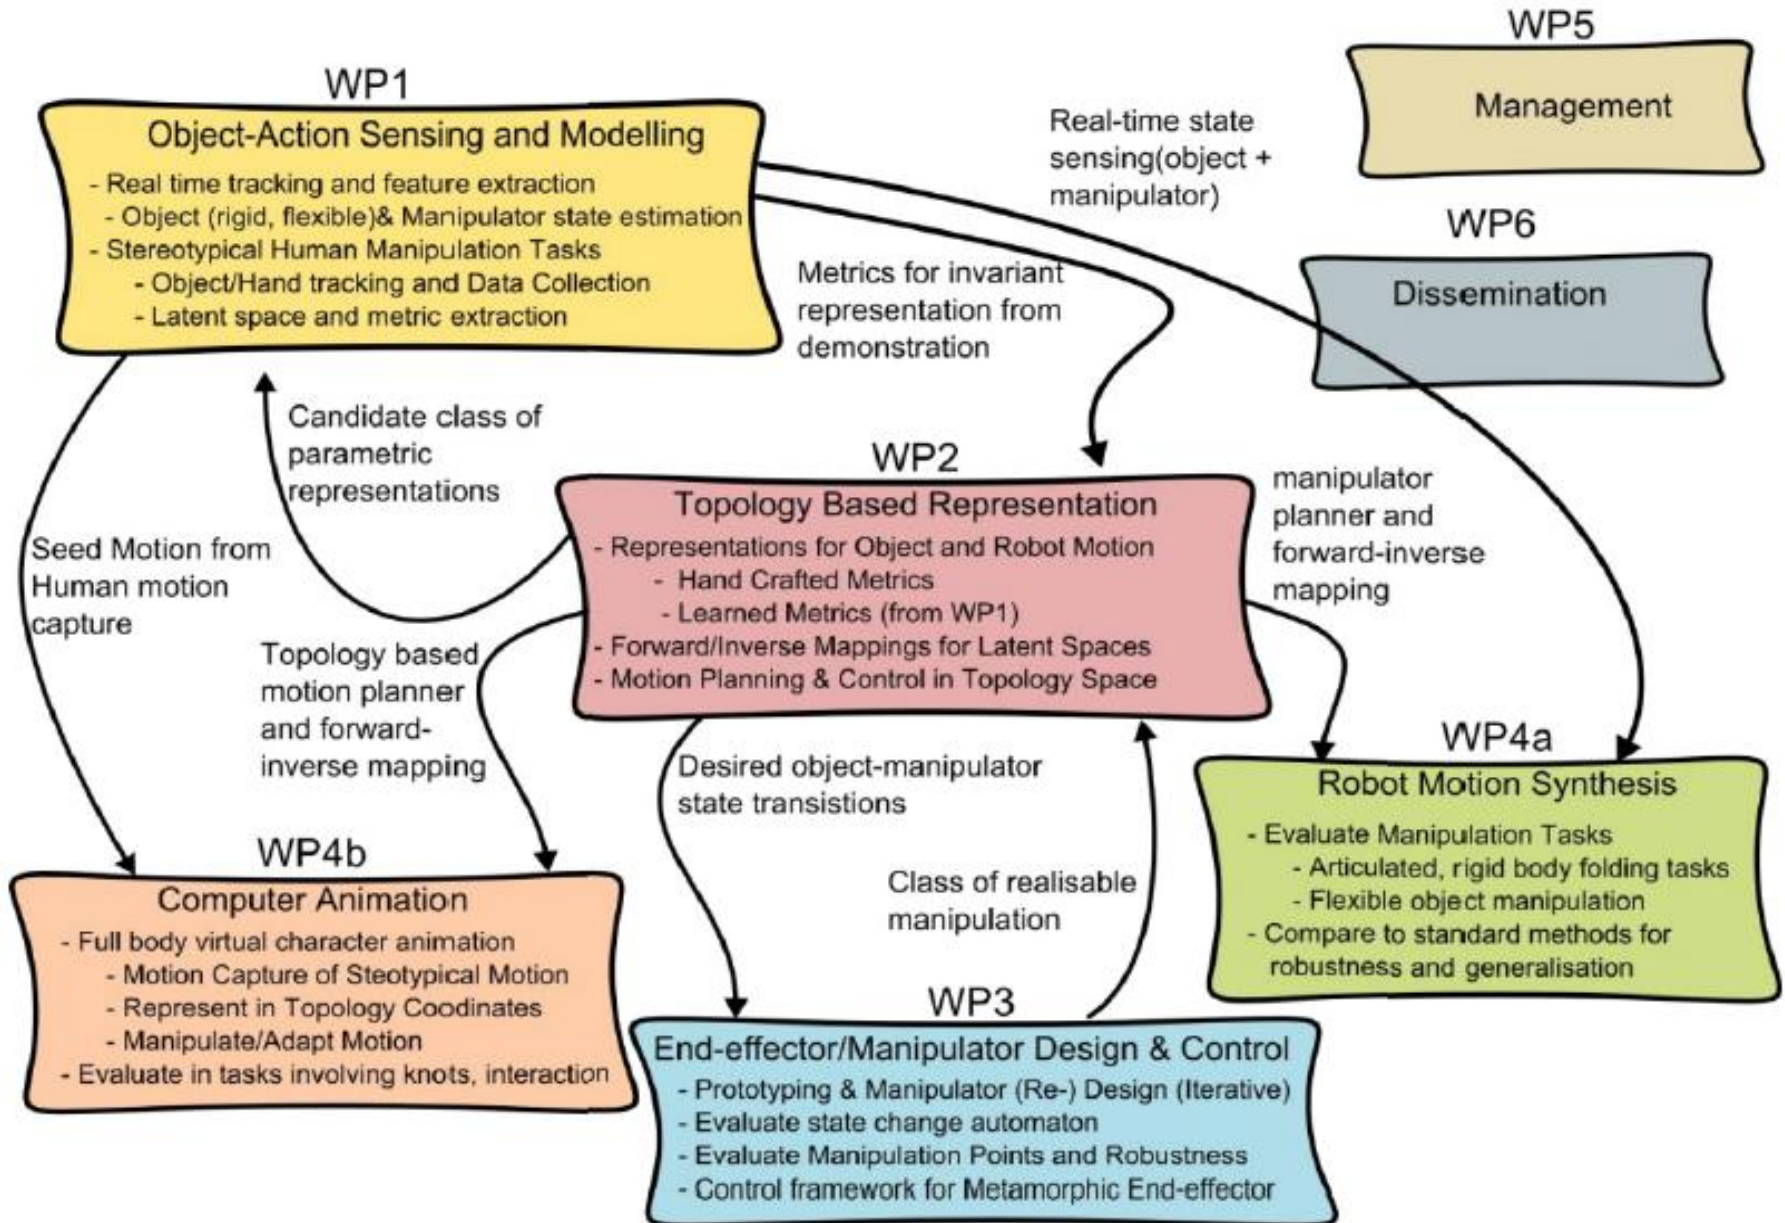 WP5
Management
WP1
Object-Action Sensing and Modelling
- Real time tracking and feature extraction
- Object (rigid, flexible)& Manipulator state estimation
- Stereotypical Human Manipulation Tasks
- Object/Hand tracking and Data Collection
- Latent space and metric extraction
Real-time state
sensing(object +
manipulator)
WP6
Dissemination
Metrics for invariant
representation from
demonstration
Candidate class of
parametric
representations
WP2
Topology Based Representation
- Representations for Object and Robot Motion
- Hand Crafted Metrics
- Learned Metrics (from WP1)
- Forward/Inverse Mappings for Latent Spaces
- Motion Planning & Control in Topology Space
manipulator
planner and
forward-inverse
mapping
Seed Motion from
Human motion
capture
Topology based
motion planner
and forward-
inverse mapping
Desired object-manipulator
state transistions
Class of realisable
manipulation
WP4a
Robot Motion Synthesis
- Evaluate Manipulation Tasks
- Articulated, rigid body folding tasks
- Flexible object manipulation
- Compare to standard methods for
robustness and generalisation
WP4b
Computer Animation
- Full body virtual character animation
- Motion Capture of Steotypical Motion
- Represent in Topology Coodinates
- Manipulate/Adapt Motion
- Evaluate in tasks involving knots, interaction
WP3
End-effector/Manipulator Design & Control
- Prototyping & Manipulator (Re-) Design (Iterative)
- Evaluate state change automaton
- Evaluate Manipulation Points and Robustness
- Control framework for Metamorphic End-effector